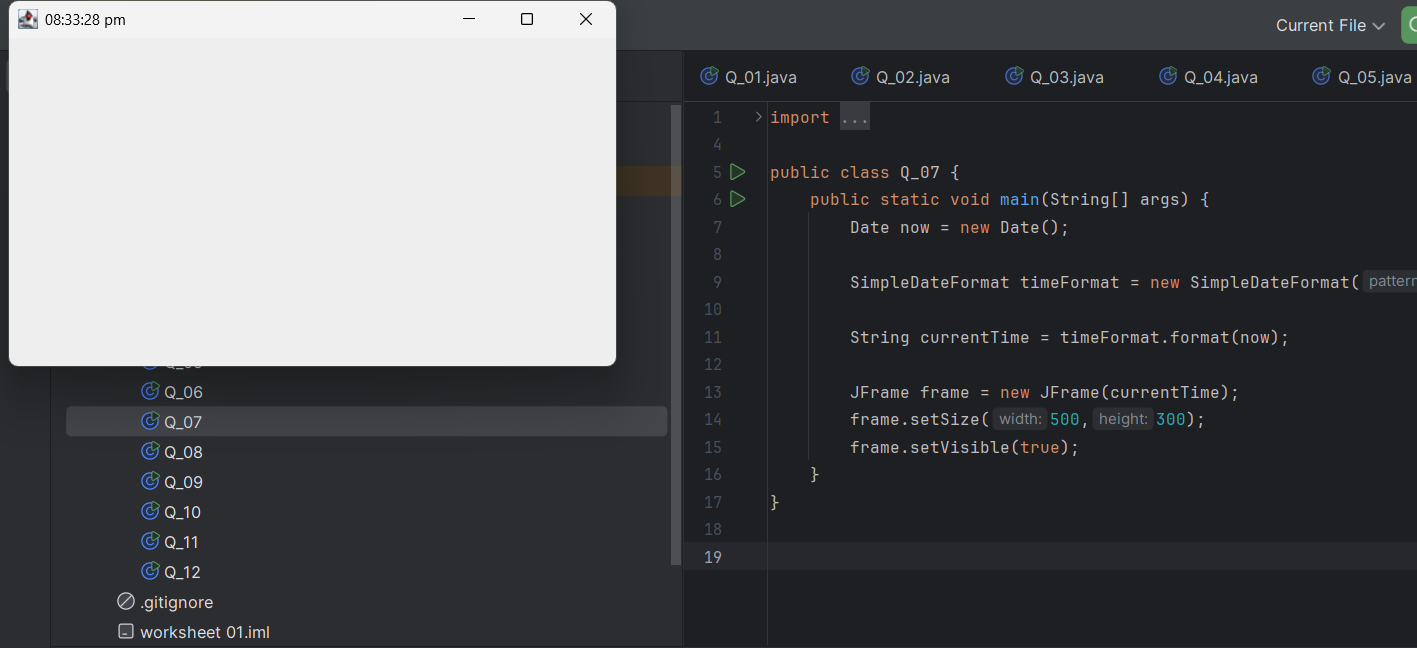 08:33:28 pm
Current File
Q_01.java Q_02.java Q_03.java Q_04.java Q_05.java
1 import ...
4
5 public class Q_07 {
6 public static void main(String[] args) {
7 Date now = new Date();
8
9 SimpleDateFormat timeFormat = new SimpleDateFormat( pattern
10
11 String currentTime = timeFormat.format(now);
12
13 JFrame frame = new JFrame(currentTime);
14 frame.setSize( width: 500, height: 300);
15 frame.setVisible(true);
16 }
17 }
18
19
Q_06
Q_07
Q_08
Q_09
Q_10
Q_11
Q_12
.gitignore
worksheet 01.iml